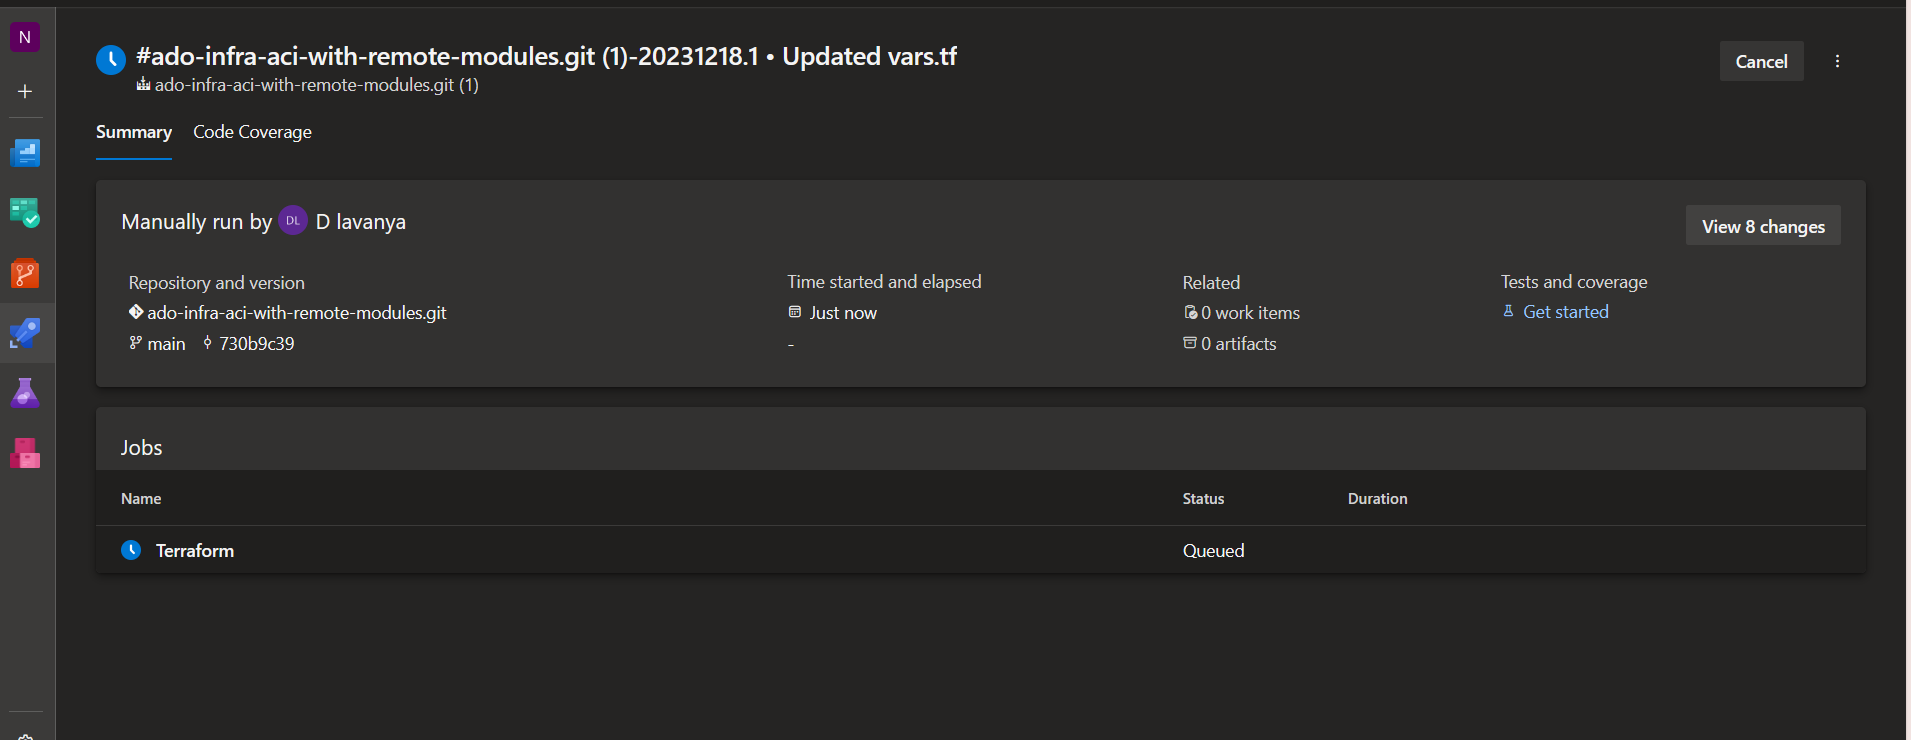 N
#ado-infra-aci-with-remote-modules.git (1)-20231218.1 • Updated vars.tf
Cancel
ado-infra-aci-with-remote-modules.git (1)
Summary
Code Coverage
Manually run by DL D lavanya
View 8 changes
Repository and version
Time started and elapsed
Related
Tests and coverage
ado-infra-aci-with-remote-modules.git
Just now
0 work items
Get started
main 730b9c39
-
0 artifacts
Jobs
Name
Status
Duration
Terraform
Queued